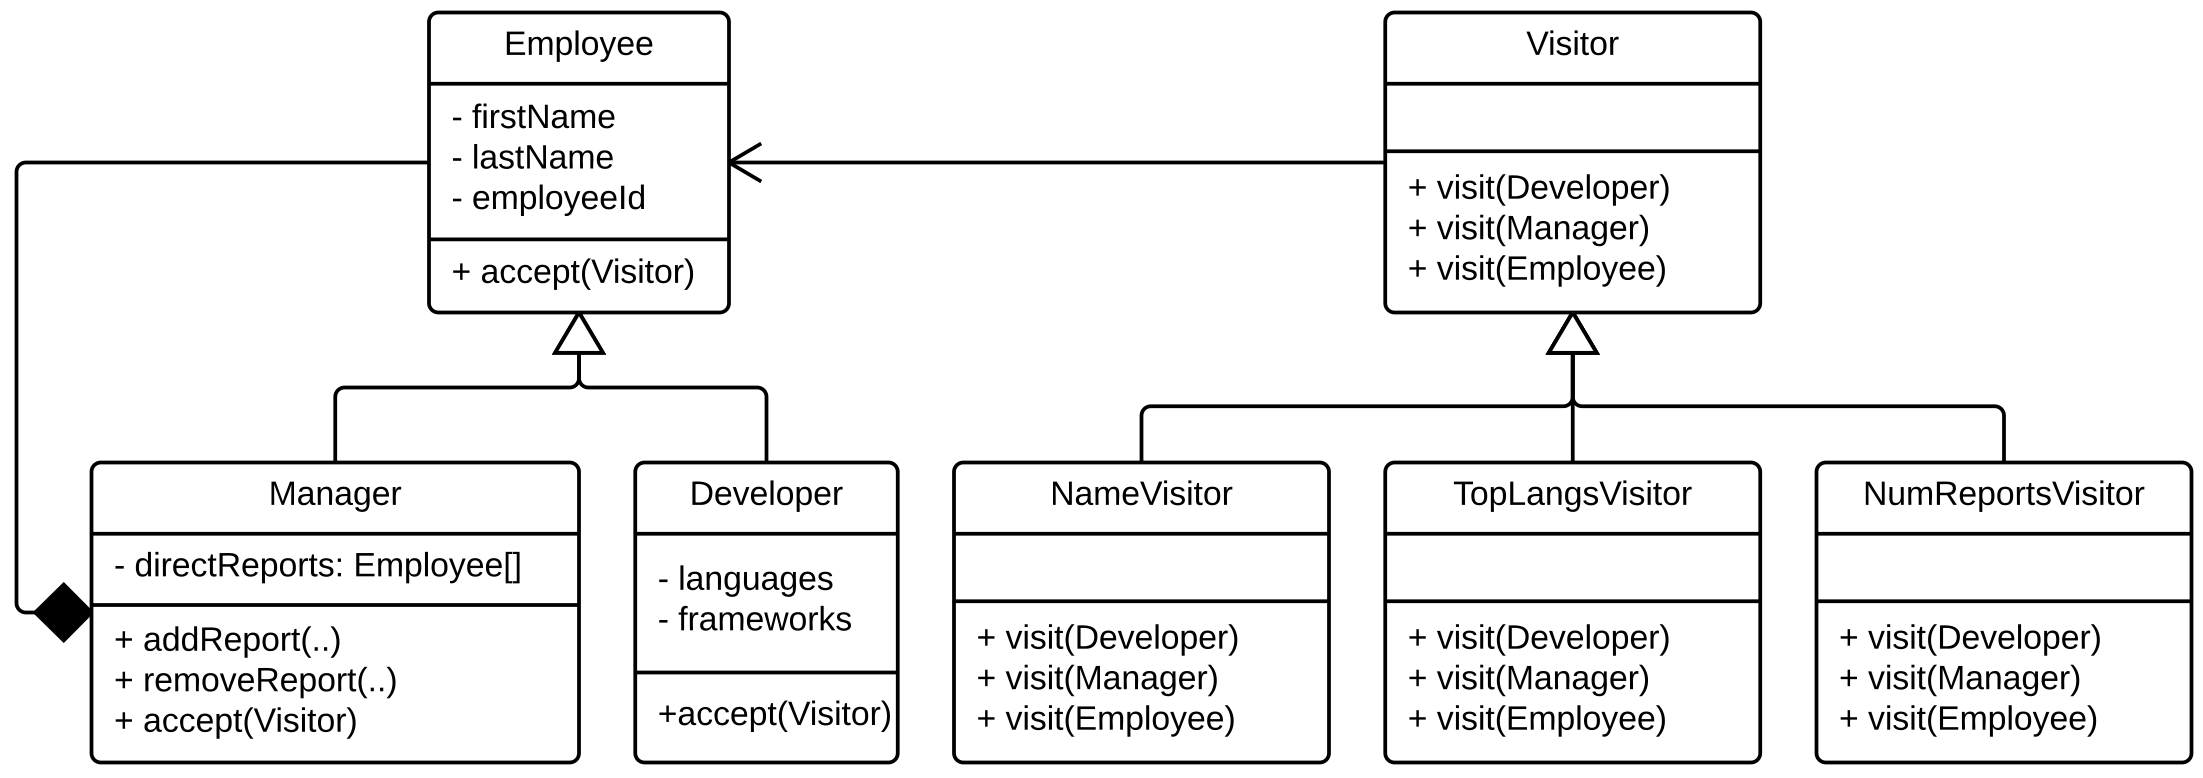 Employee
- firstName
- lastName
- employeeId
+ accept(Visitor)
Visitor
+ visit(Developer)
+ visit(Manager)
+ visit(Employee)
Manager
- directReports: Employee[]
+ addReport(..)
+ removeReport(..)
+ accept(Visitor)
Developer
- languages
- frameworks
+accept(Visitor)
NameVisitor
+ visit(Developer)
+ visit(Manager)
+ visit(Employee)
TopLangsVisitor
+ visit(Developer)
+ visit(Manager)
+ visit(Employee)
NumReportsVisitor
+ visit(Developer)
+ visit(Manager)
+ visit(Employee)